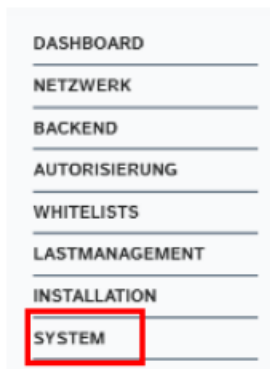 DASHBOARD
NETZWERK
BACKEND
AUTORISIERUNG
WHITELISTS
LASTMANAGEMENT
INSTALLATION
SYSTEM